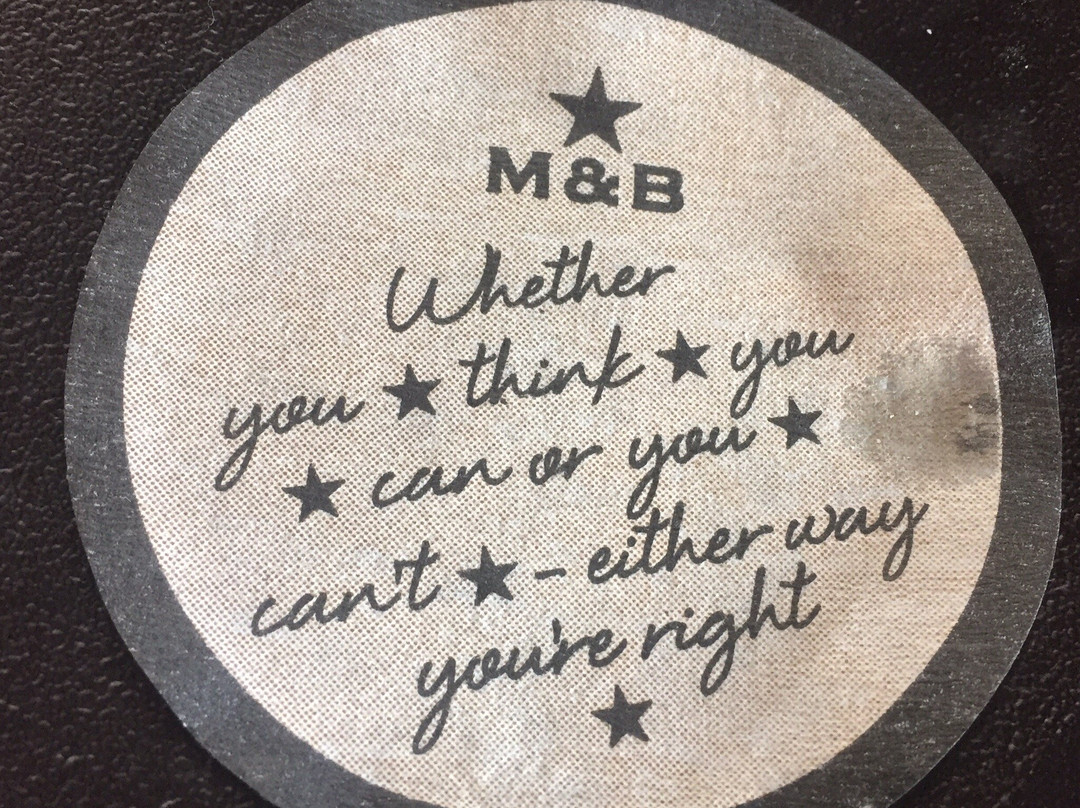 M&B
Whether
you ★ think ★ you
★ can or you ★
can't ★ - either way
you're right